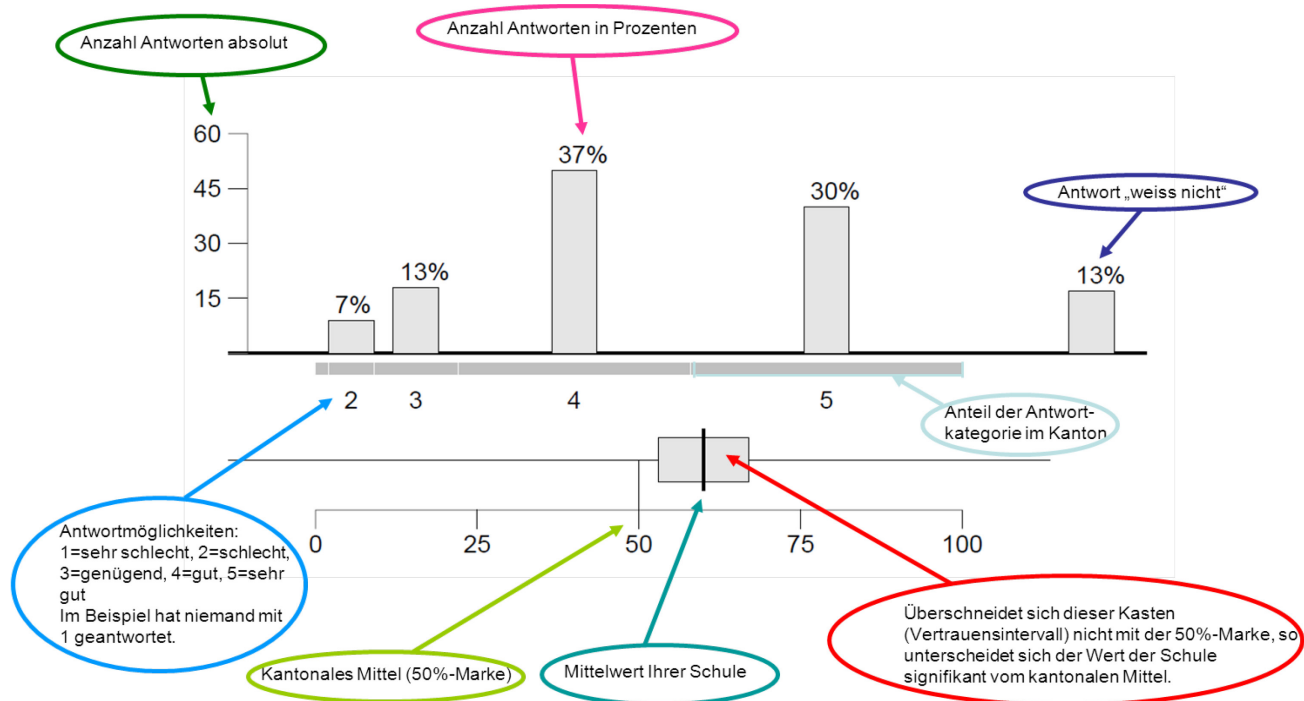 Anzahl Antworten absolut
Anzahl Antworten in Prozenten
60
45
30
15
7%
13%
37%
30%
13%
Antwort „weiss nicht“
2
3
4
5
Anteil der Antwort-
kategorie im Kanton
0
25
50
75
100
Antwortmöglichkeiten:
1=sehr schlecht, 2=schlecht,
3=genügend, 4=gut, 5=sehr
gut
Im Beispiel hat niemand mit
1 geantwortet.
Kantonales Mittel (50%-Marke)
Mittelwert Ihrer Schule
Überschneidet sich dieser Kasten
(Vertrauensintervall) nicht mit der 50%-Marke, so
unterscheidet sich der Wert der Schule
signifikant vom kantonalen Mittel.